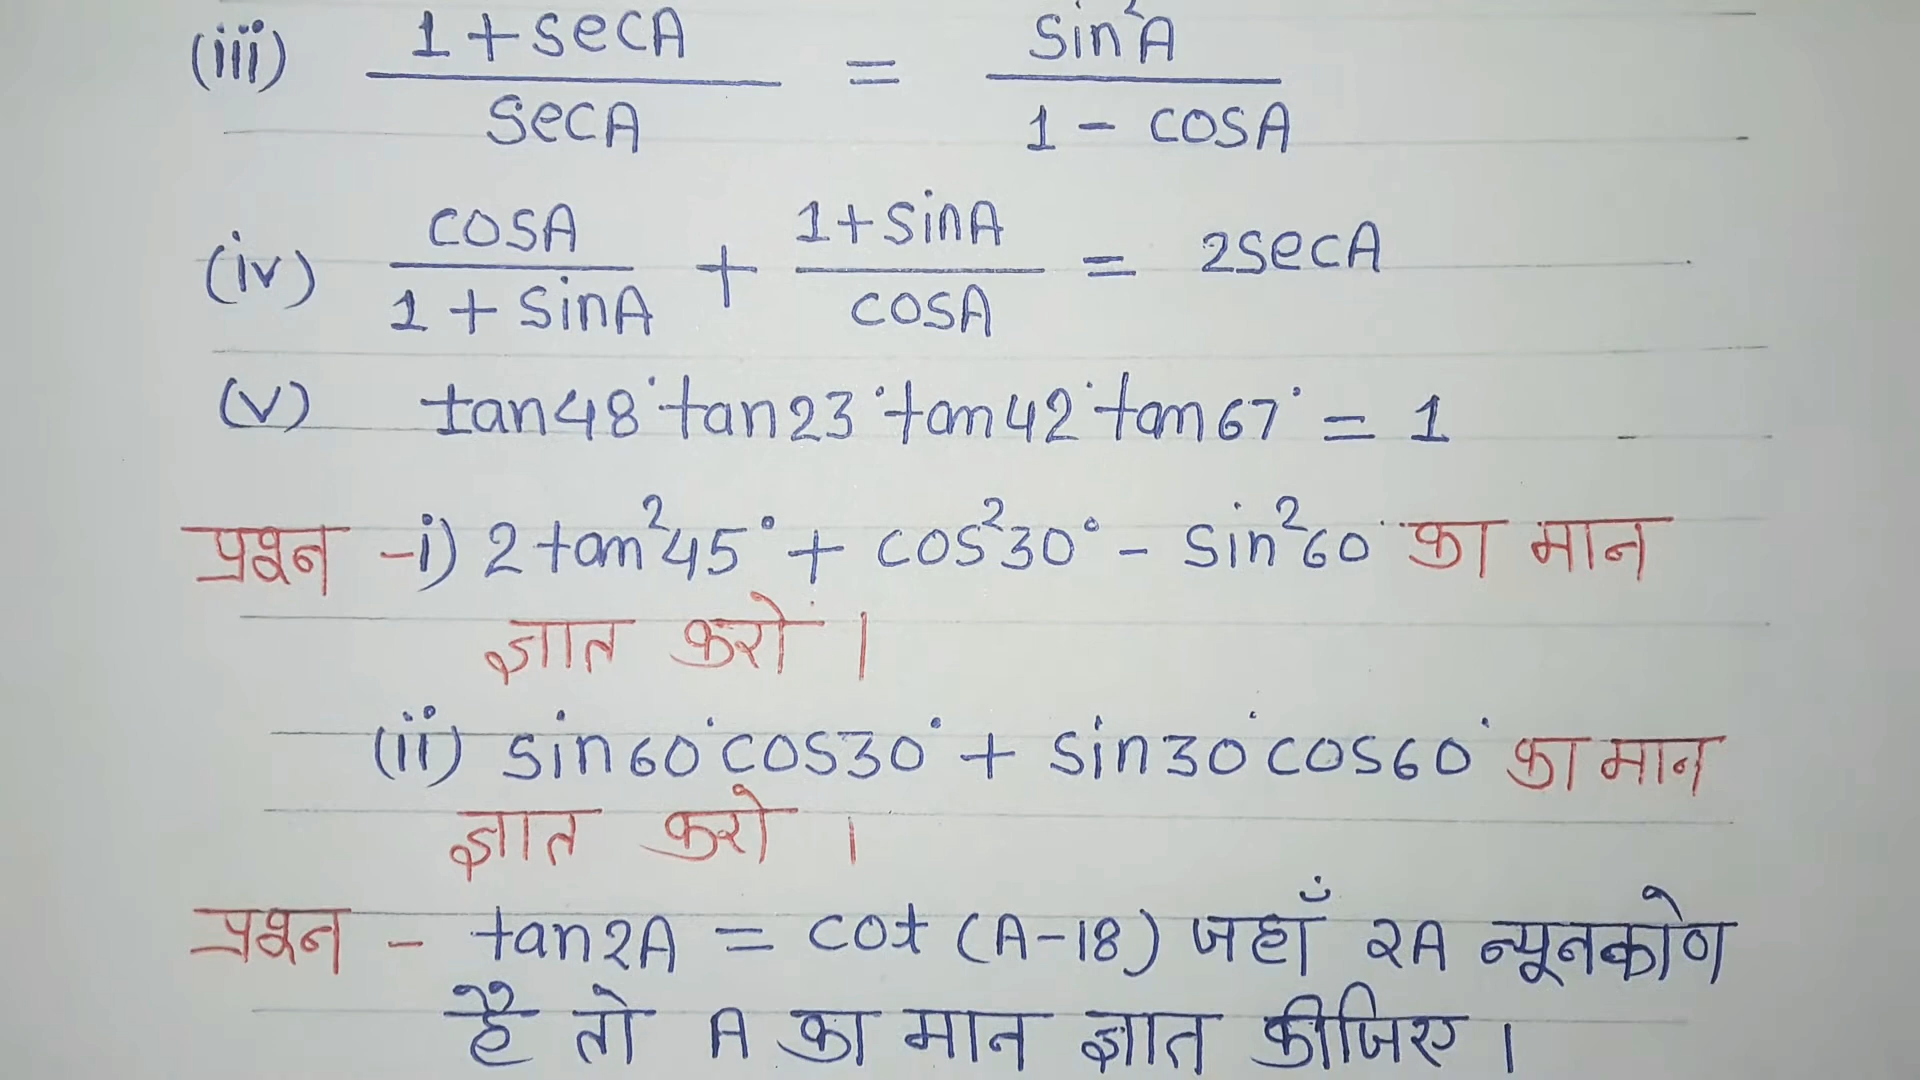 (iii) (1+secA)/(secA) = (sin²A)/(1-cosA)
(iv) (cosA)/(1+sinA) + (1+sinA)/(cosA) = 2secA
(v) tan48° tan23° tan42° tan67° = 1
प्रश्न -i) 2tan²45° + cos²30° - sin²60° का मान
ज्ञात करों ।
(ii) sin60° cos30° + sin30° cos60° का मान
ज्ञात करो ।
प्रश्न - tan2A = cot (A-18) जहाँ 2A न्यूनकोण
है तो A का मान ज्ञात कीजिए ।